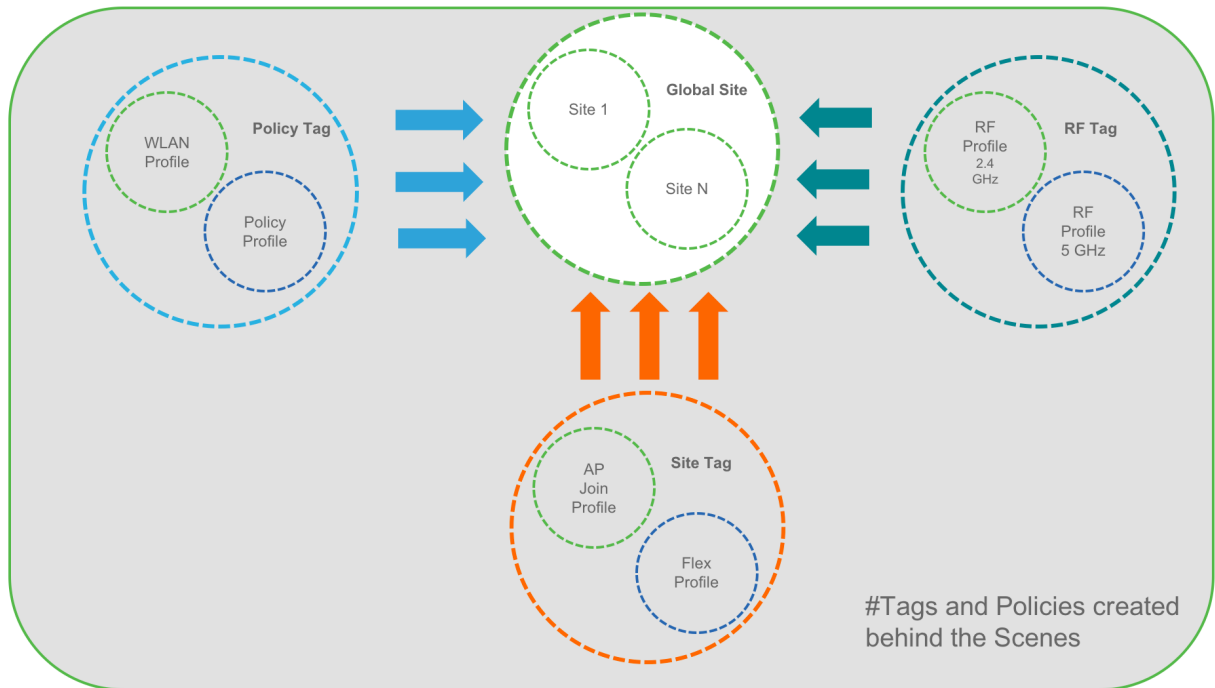 Policy Tag
WLAN
Profile
Policy
Profile
Global Site
Site 1
Site N
RF Tag
RF
Profile
2.4
GHz
RF
Profile
5 GHz
Site Tag
AP
Join
Profile
Flex
Profile
#Tags and Policies created
behind the Scenes